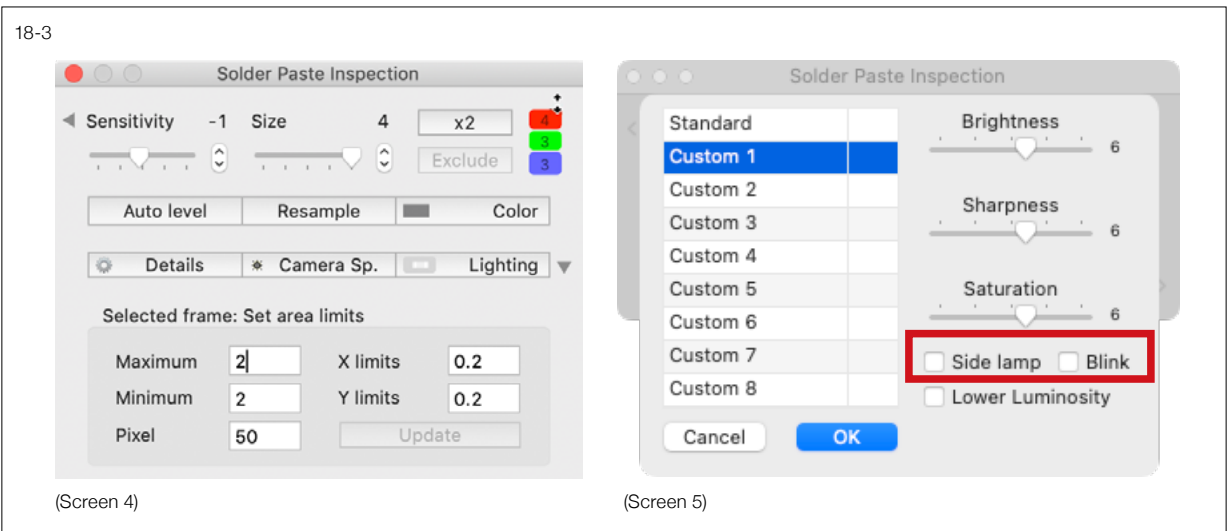 18-3
Solder Paste Inspection
Sensitivity -1 Size 4 x2 4
Exclude 3
3
Auto level Resample Color
Details Camera Sp. Lighting
Selected frame: Set area limits
Maximum 2 X limits 0.2
Minimum 2 Y limits 0.2
Pixel 50 Update
(Screen 4)
Solder Paste Inspection
Standard
Custom 1
Custom 2
Custom 3
Custom 4
Custom 5
Custom 6
Custom 7
Custom 8
Brightness
6
Sharpness
6
Saturation
6
Side lamp Blink
Lower Luminosity
Cancel OK
(Screen 5)